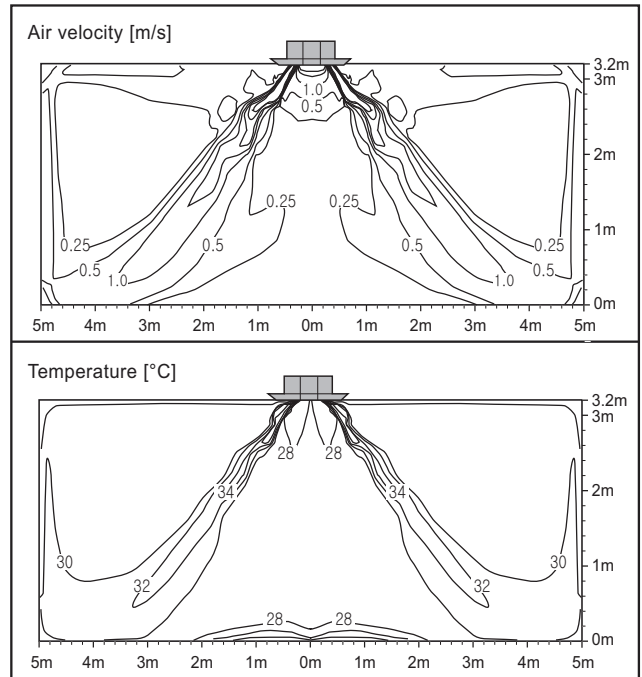 Air velocity [m/s]
3.2m
3m
1.0
0.5
2m
0.25 0.25
1m
0.25 0.5 0.5 0.25
0.5 0.5
1.0 1.0
0m
5m 4m 3m 2m 1m 0m 1m 2m 3m 4m 5m
Temperature [°C]
3.2m
3m
28 28
34 34
2m
30 30
1m
32 32
28 28
0m
5m 4m 3m 2m 1m 0m 1m 2m 3m 4m 5m